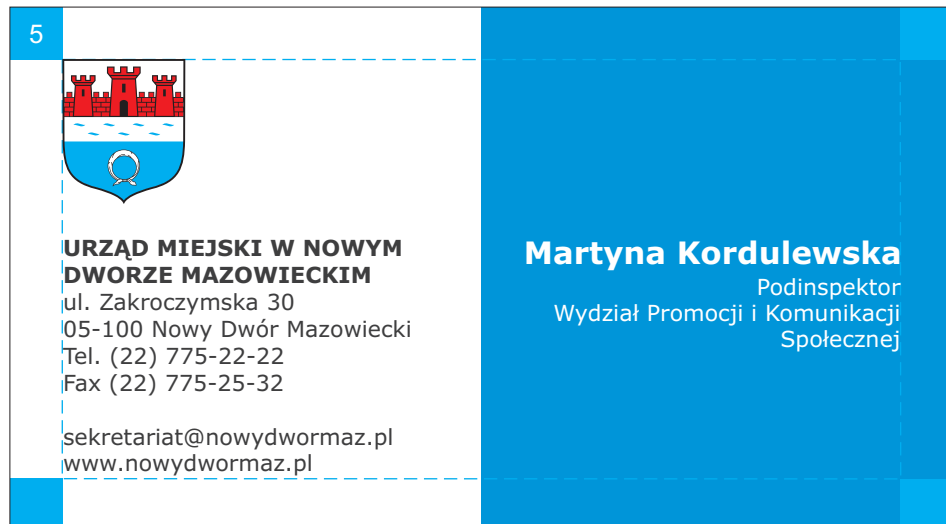 5
URZĄD MIEJSKI W NOWYM
DWORZE MAZOWIECKIM
ul. Zakroczymska 30
05-100 Nowy Dwór Mazowiecki
Tel. (22) 775-22-22
Fax (22) 775-25-32
sekretariat@nowydwormaz.pl
www.nowydwormaz.pl
Martyna Kordulewska
Podinspektor
Wydział Promocji i Komunikacji
Społecznej